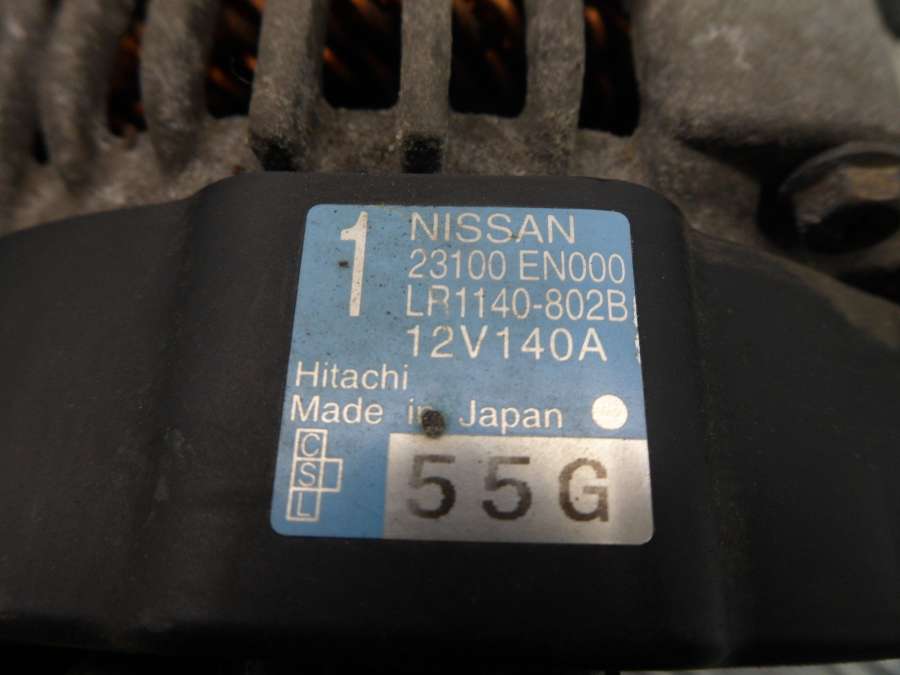 1
NISSAN
23100 EN000
LR1140-802B
12V140A
Hitachi
Made in Japan
C
S
L
55G